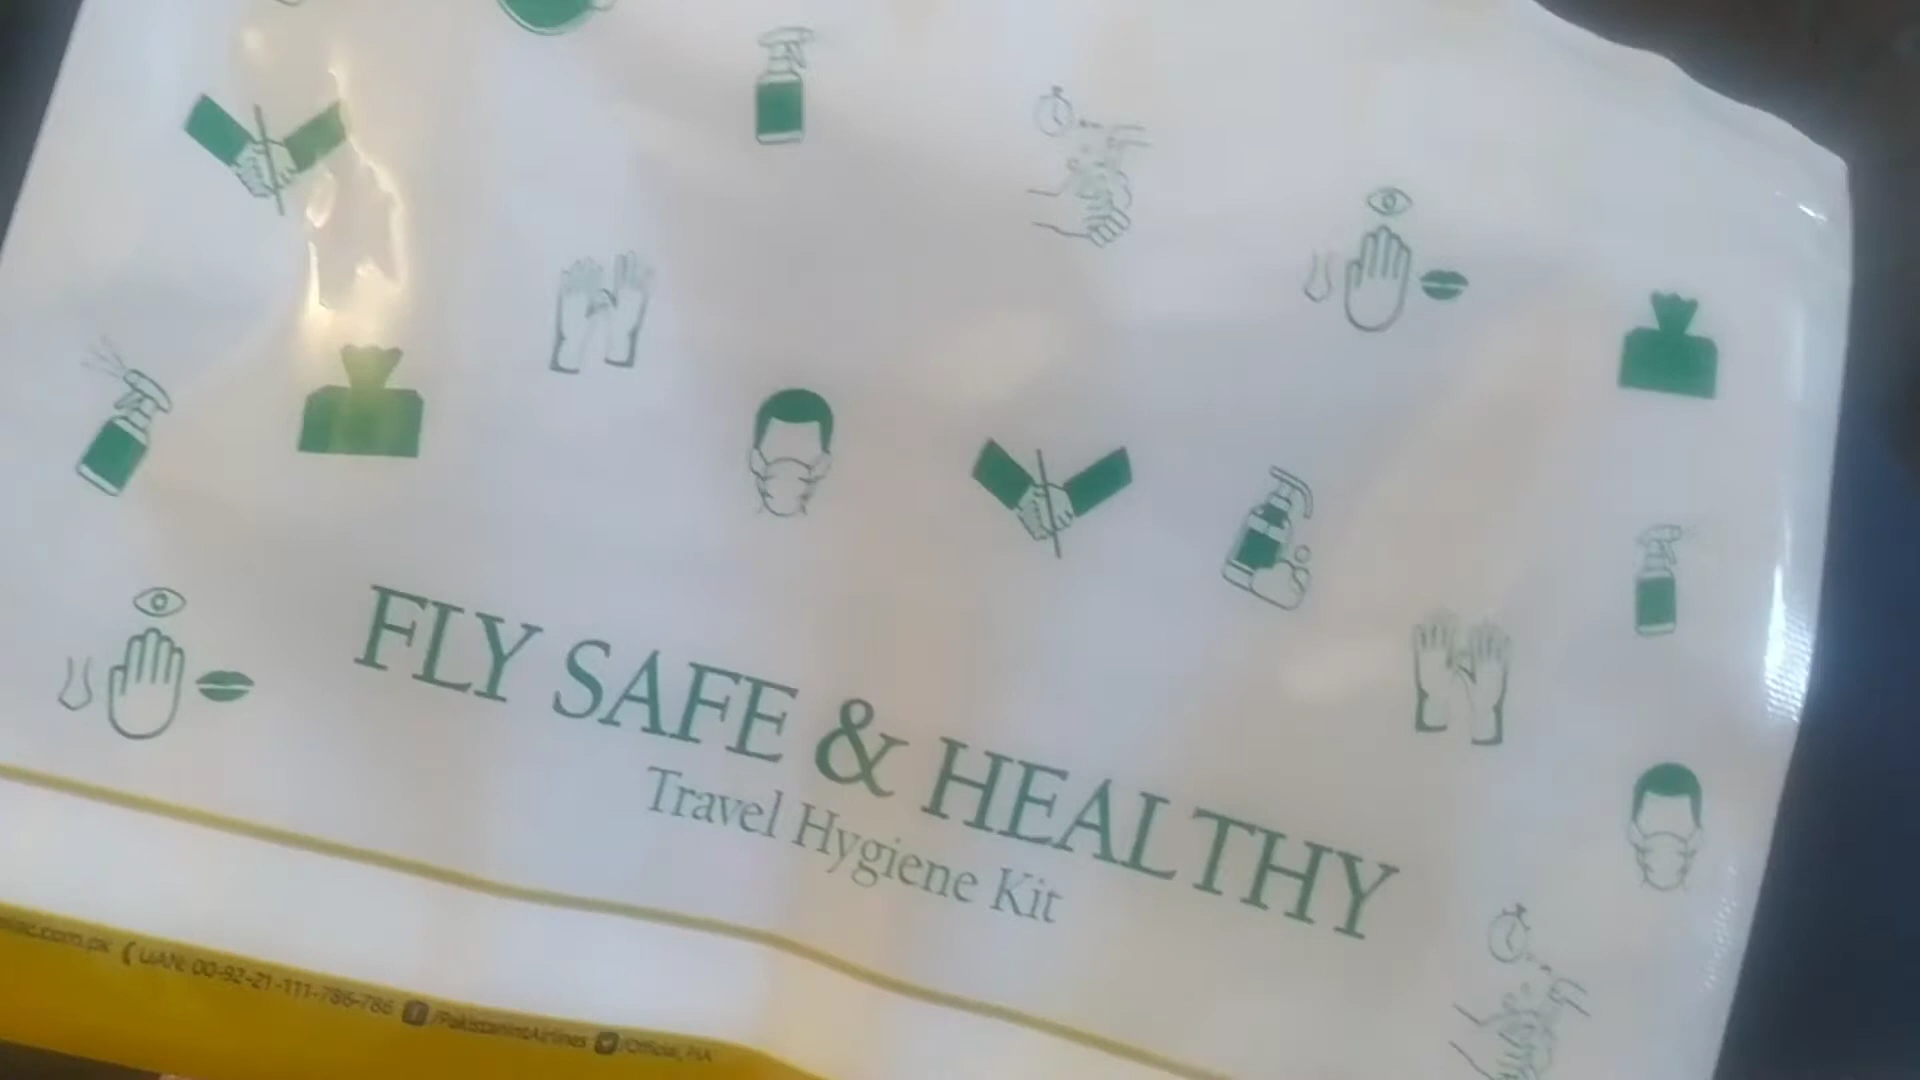 FLY SAFE & HEALTHY
Travel Hygiene Kit
UAN: 00-92-21-111-786-786 /PakistanIntAirlines /Official_PIA